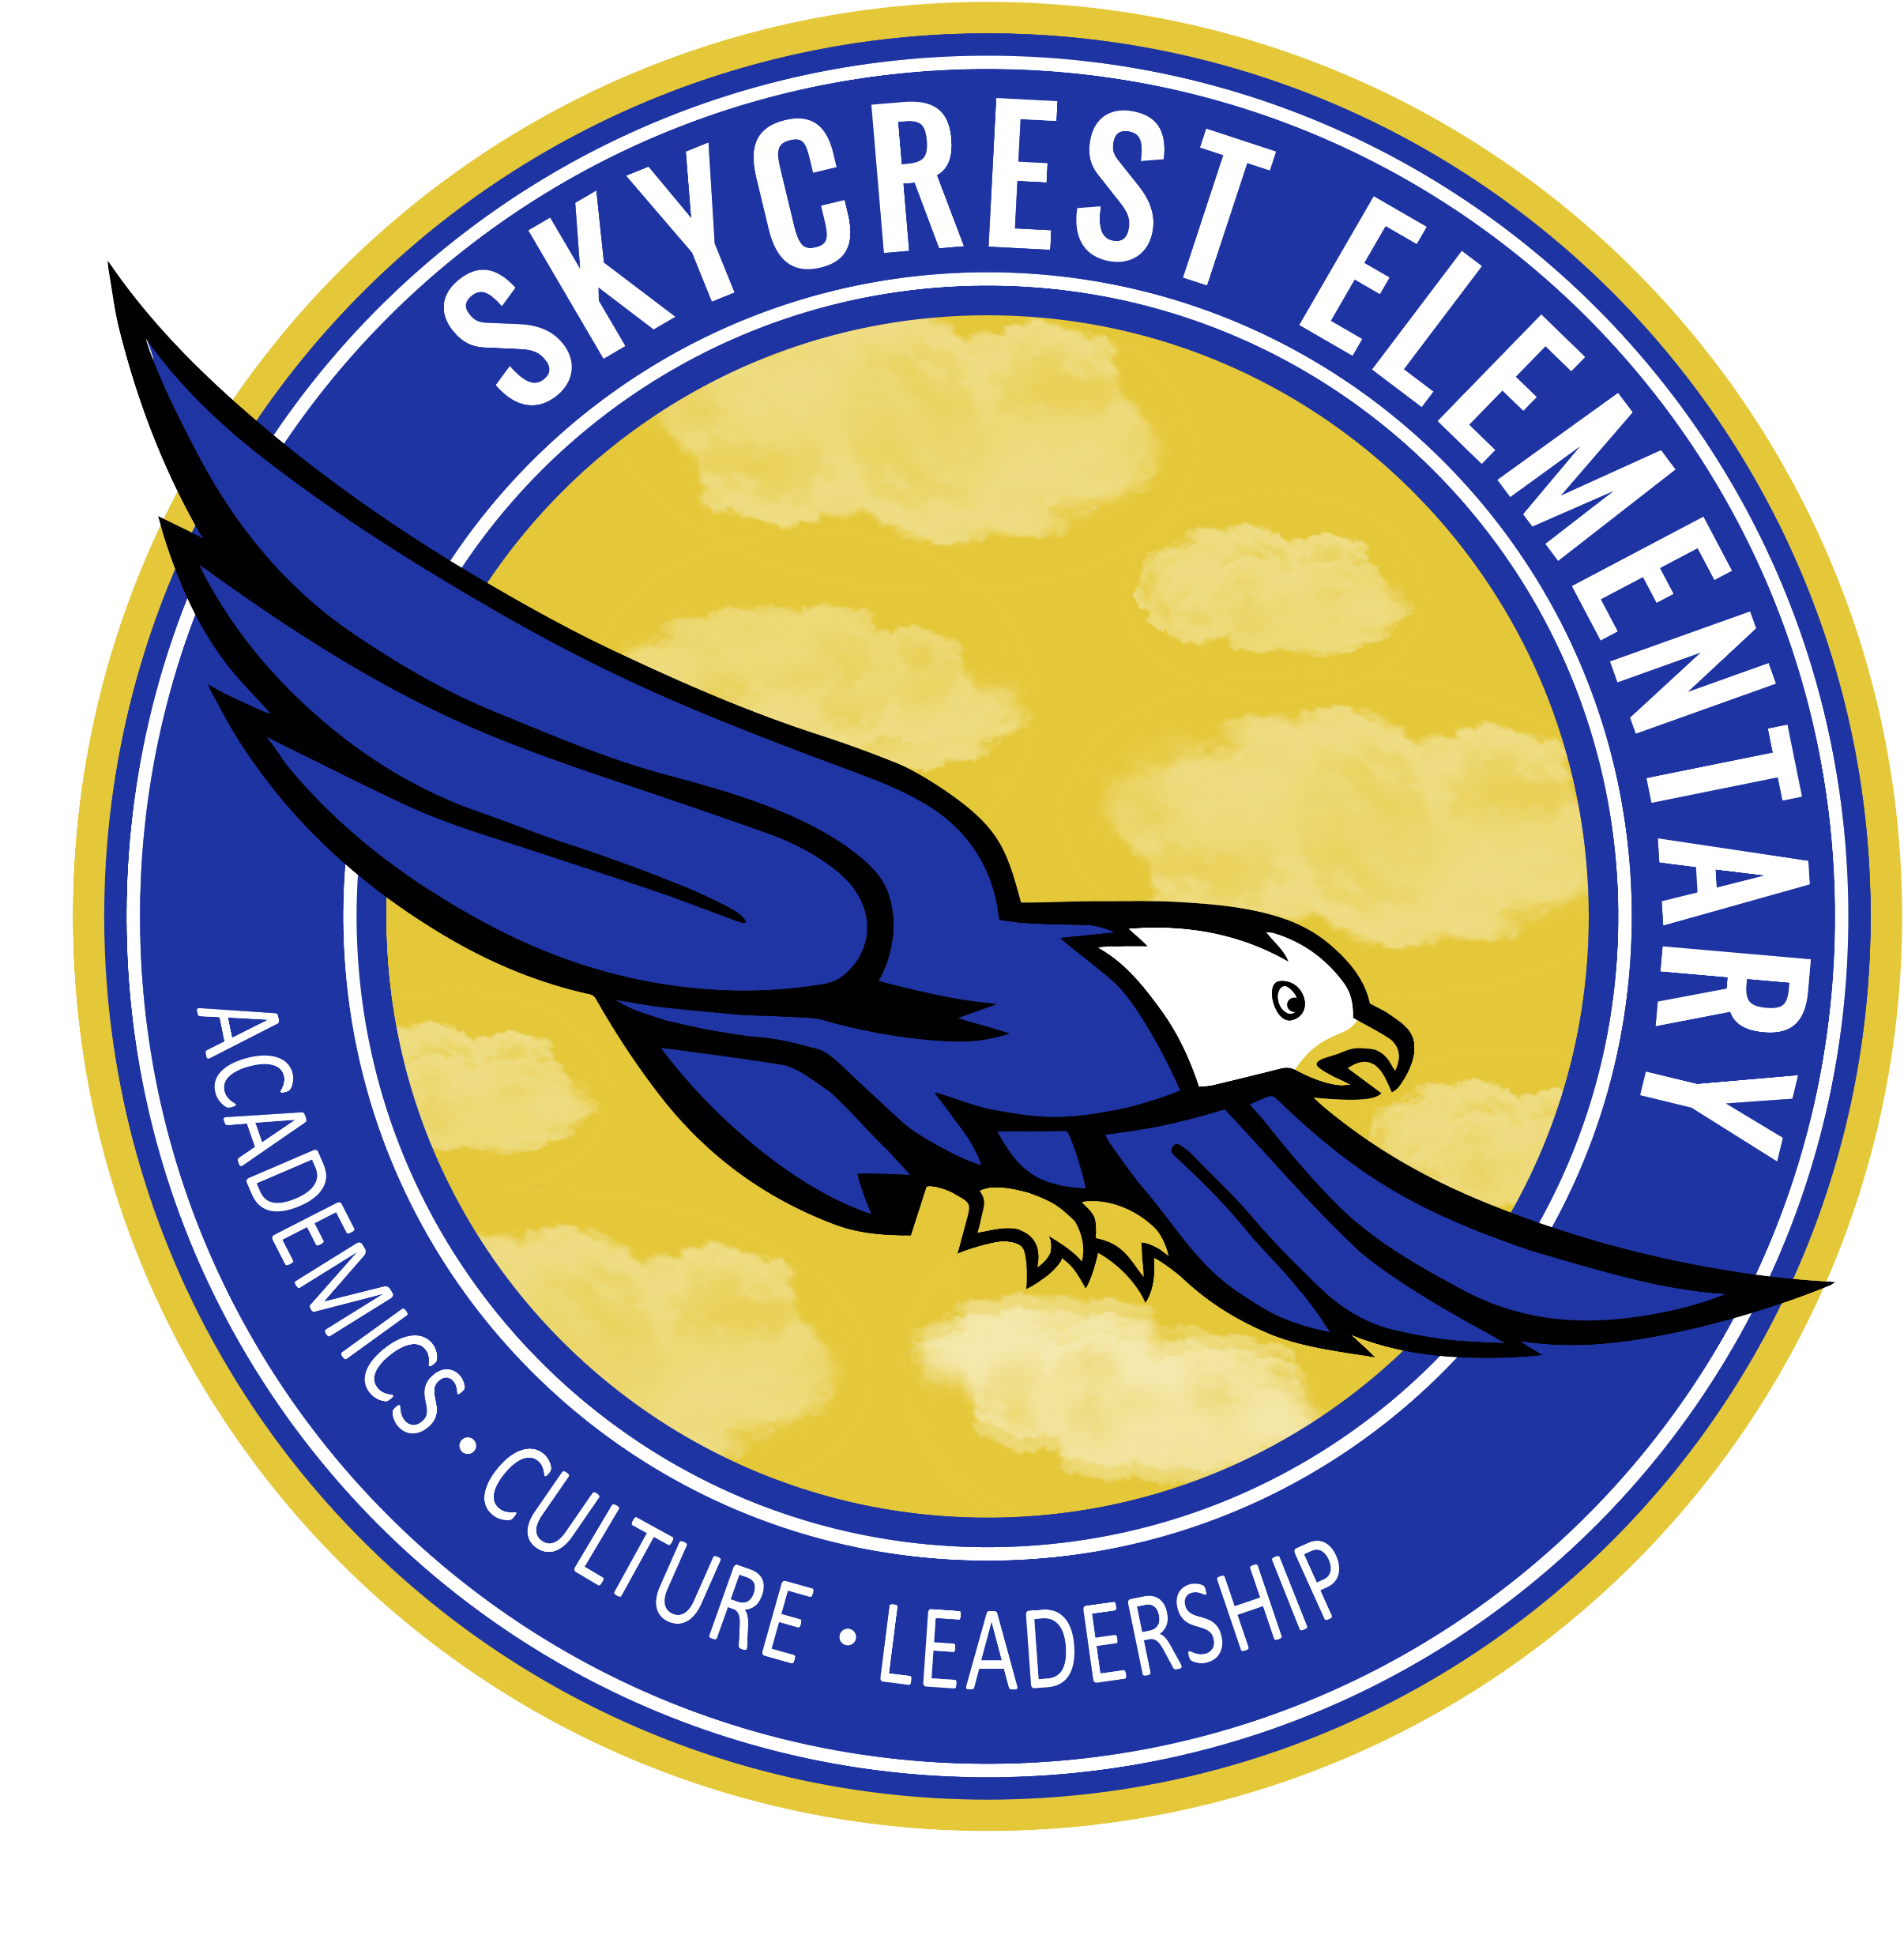 SKYCREST ELEMENTARY
ACADEMICS • CULTURE • LEADERSHIP